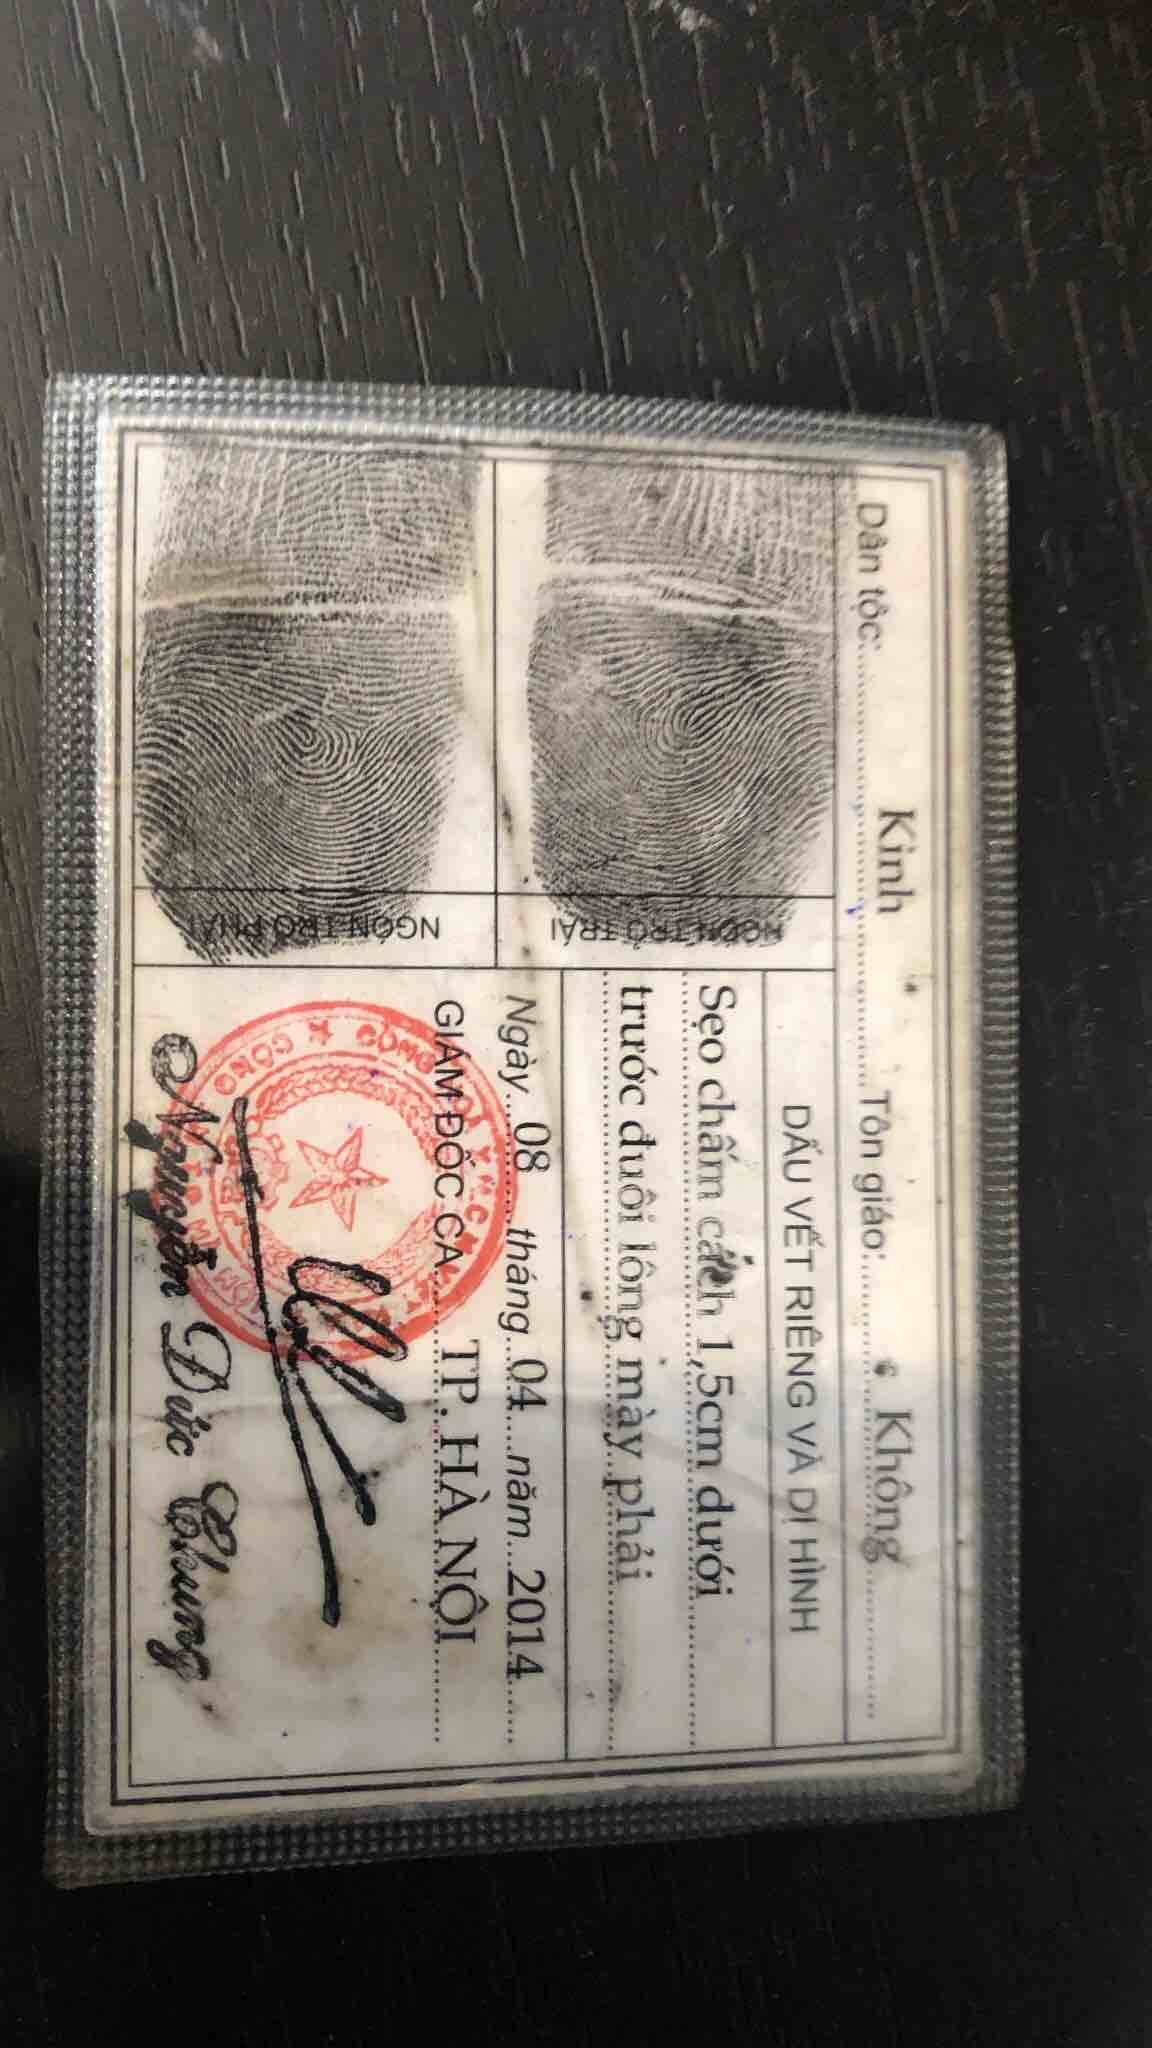 Dân tộc: Kinh Tôn giáo: Không
NGÓN TRỎ TRÁI
NGÓN TRỎ PHẢI
DẤU VẾT RIÊNG VÀ DỊ HÌNH
Sẹo chấm cách 1,5cm dưới
trước đuôi lông mày phải
Ngày 08 tháng 04 năm 2014
GIÁM ĐỐC CA TP. HÀ NỘI
Nguyễn Đức Chung